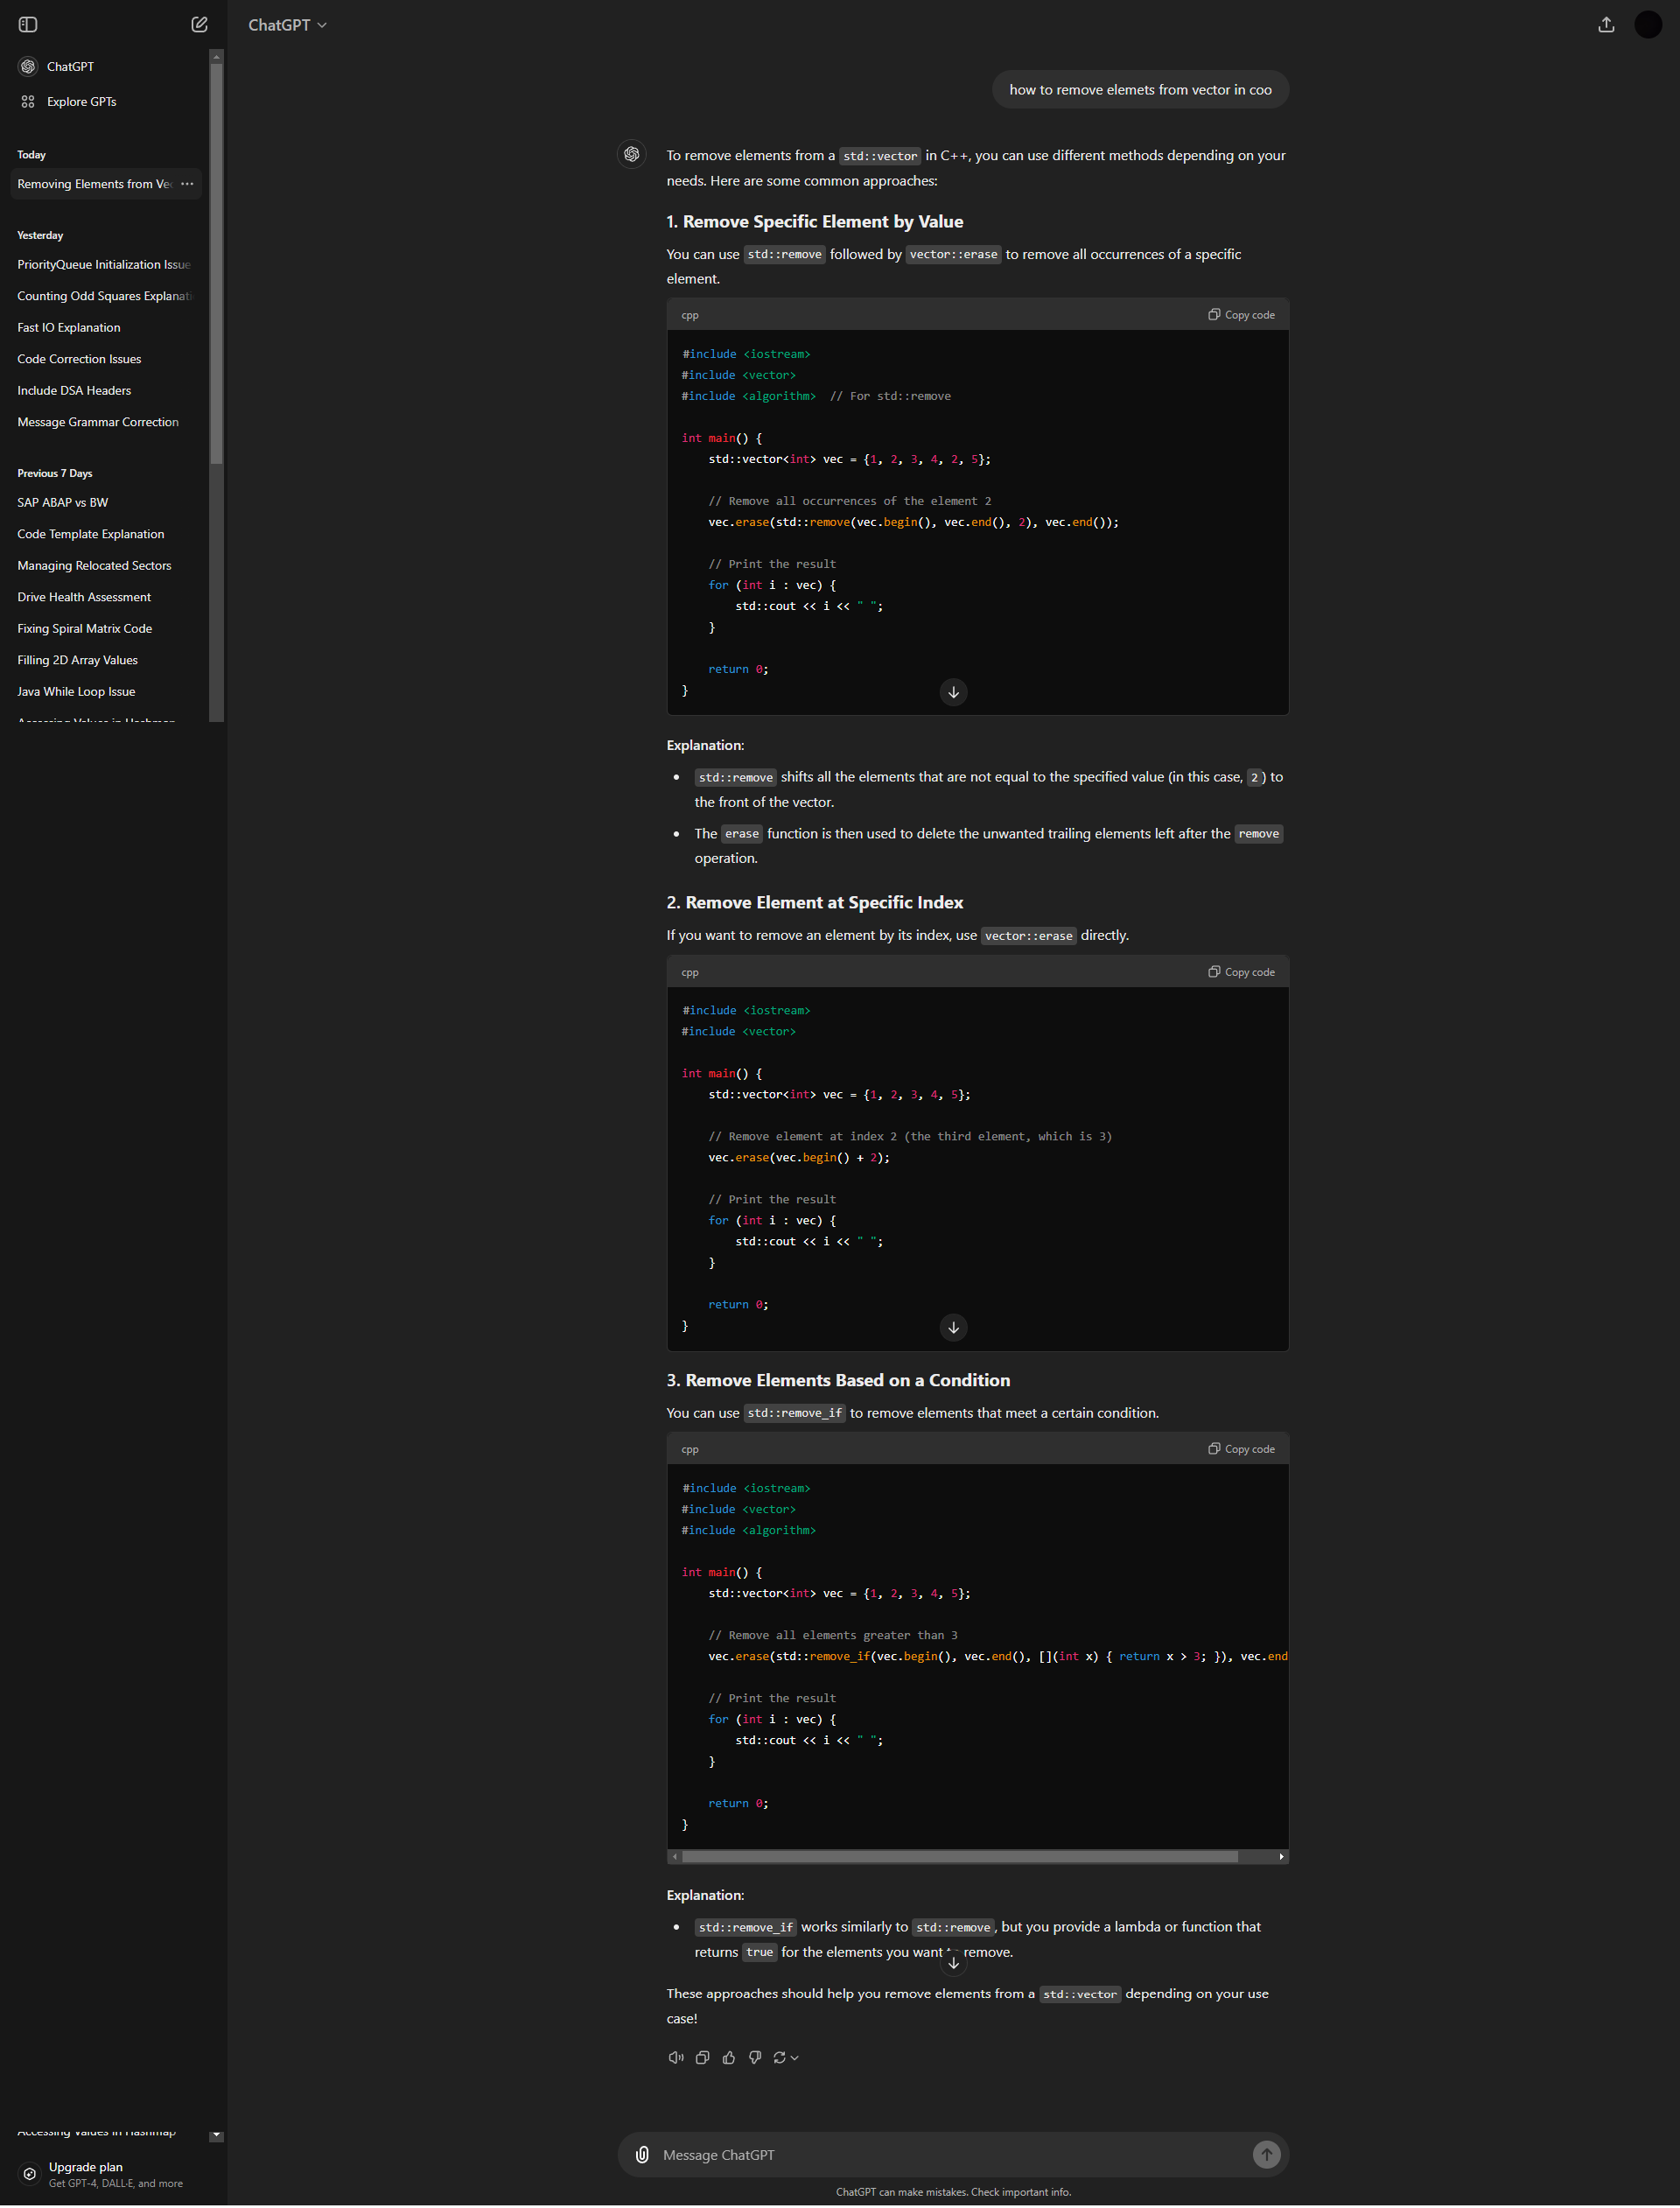 ChatGPT
Explore GPTs
Today
Removing Elements from Vec
Yesterday
PriorityQueue Initialization Issue
Counting Odd Squares Explanati
Fast IO Explanation
Code Correction Issues
Include DSA Headers
Message Grammar Correction
Previous 7 Days
SAP ABAP vs BW
Code Template Explanation
Managing Relocated Sectors
Drive Health Assessment
Fixing Spiral Matrix Code
Filling 2D Array Values
Java While Loop Issue
Accessing Values in Hashmap
Accessing Values in Hashmap
Upgrade plan
Get GPT-4, DALL·E, and more
ChatGPT
how to remove elemets from vector in coo
To remove elements from a std::vector in C++, you can use different methods depending on your
needs. Here are some common approaches:
1. Remove Specific Element by Value
You can use std::remove followed by vector::erase to remove all occurrences of a specific
element.
cpp
Copy code
#include <iostream>
#include <vector>
#include <algorithm>  // For std::remove
int main() {
    std::vector<int> vec = {1, 2, 3, 4, 2, 5};
    // Remove all occurrences of the element 2
    vec.erase(std::remove(vec.begin(), vec.end(), 2), vec.end());
    // Print the result
    for (int i : vec) {
        std::cout << i << " ";
    }
    return 0;
}
Explanation:
• std::remove shifts all the elements that are not equal to the specified value (in this case, 2) to
the front of the vector.
• The erase function is then used to delete the unwanted trailing elements left after the remove
operation.
2. Remove Element at Specific Index
If you want to remove an element by its index, use vector::erase directly.
cpp
Copy code
#include <iostream>
#include <vector>
int main() {
    std::vector<int> vec = {1, 2, 3, 4, 5};
    // Remove element at index 2 (the third element, which is 3)
    vec.erase(vec.begin() + 2);
    // Print the result
    for (int i : vec) {
        std::cout << i << " ";
    }
    return 0;
}
3. Remove Elements Based on a Condition
You can use std::remove_if to remove elements that meet a certain condition.
cpp
Copy code
#include <iostream>
#include <vector>
#include <algorithm>
int main() {
    std::vector<int> vec = {1, 2, 3, 4, 5};
    // Remove all elements greater than 3
    vec.erase(std::remove_if(vec.begin(), vec.end(), [](int x) { return x > 3; }), vec.end
    // Print the result
    for (int i : vec) {
        std::cout << i << " ";
    }
    return 0;
}
Explanation:
• std::remove_if works similarly to std::remove, but you provide a lambda or function that
returns true for the elements you want to remove.
These approaches should help you remove elements from a std::vector depending on your use
case!
Message ChatGPT
ChatGPT can make mistakes. Check important info.